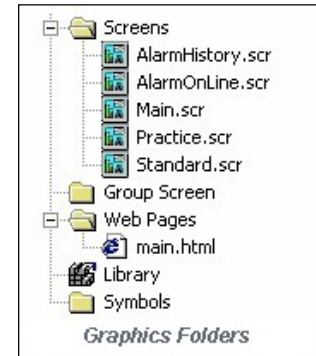 Screens
AlarmHistory.scr
AlarmOnLine.scr
Main.scr
Practice.scr
Standard.scr
Group Screen
Web Pages
main.html
Library
Symbols
Graphics Folders